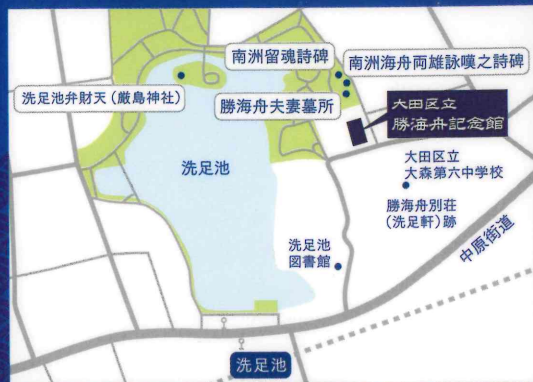 南洲留魂詩碑
南洲海舟両雄詠嘆之詩碑
洗足池弁財天(厳島神社)
勝海舟夫妻墓所
大田区立
勝海舟記念館
洗足池
大田区立
大森第六中学校
勝海舟別荘
(洗足軒)跡
中原街道
洗足池
図書館
洗足池